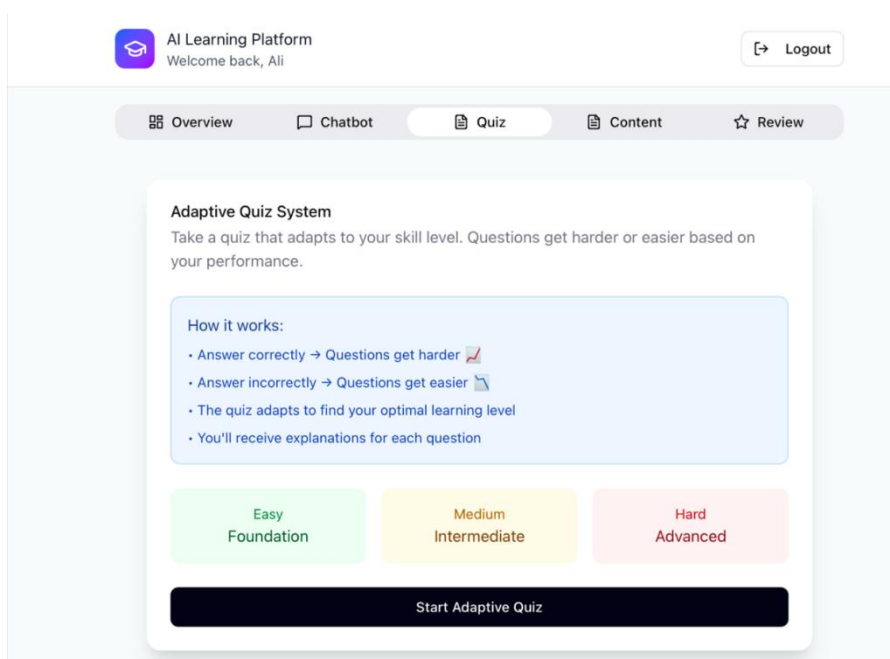 AI Learning Platform
Welcome back, Ali
Logout
Overview
Chatbot
Quiz
Content
Review
Adaptive Quiz System
Take a quiz that adapts to your skill level. Questions get harder or easier based on
your performance.
How it works:
• Answer correctly → Questions get harder 📈
• Answer incorrectly → Questions get easier 📉
• The quiz adapts to find your optimal learning level
• You'll receive explanations for each question
Easy
Foundation
Medium
Intermediate
Hard
Advanced
Start Adaptive Quiz